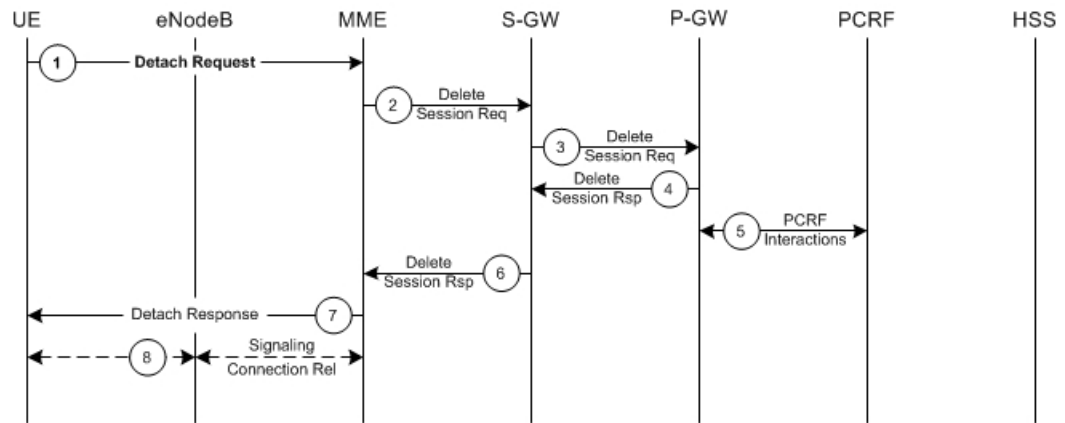 UE eNodeB MME S-GW P-GW PCRF HSS
1 Detach Request
2 Delete
Session Req
3 Delete
Session Req
Delete 4
Session Rsp
5 PCRF
Interactions
Delete 6
Session Rsp
Detach Response 7
8 Signaling
Connection Rel